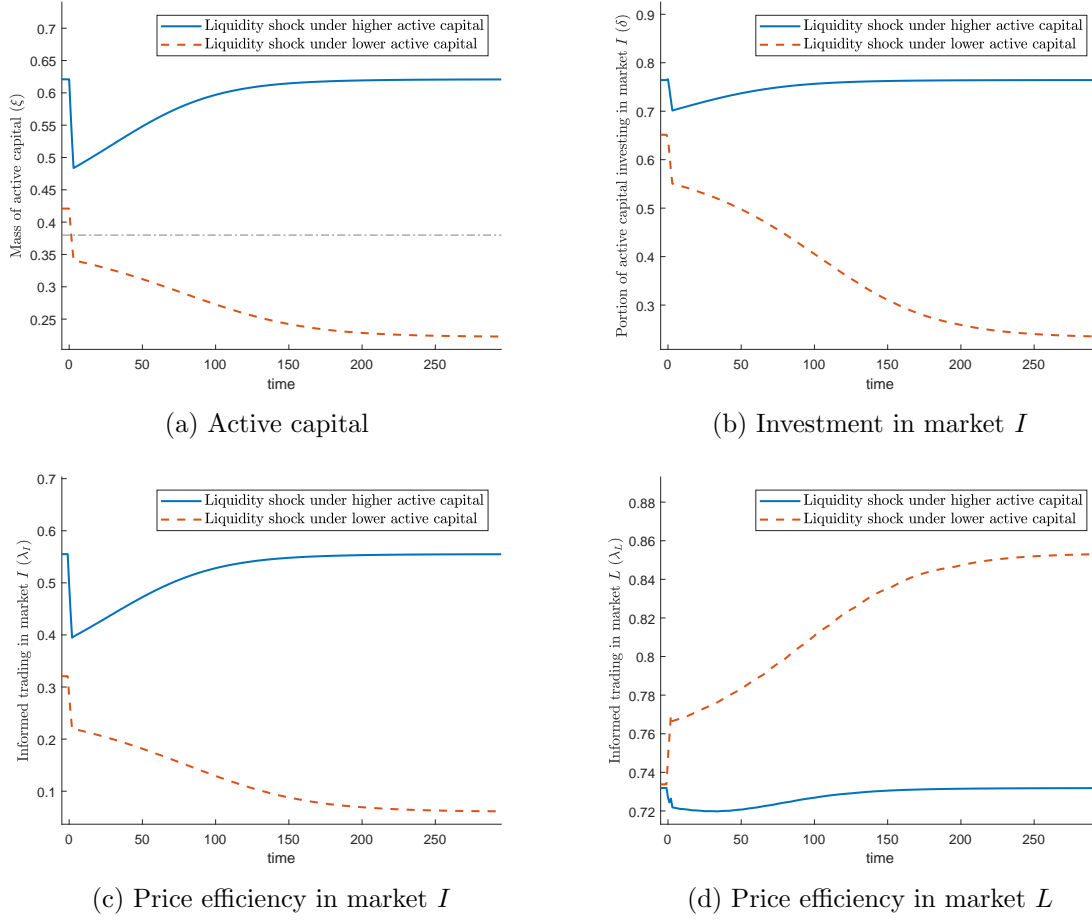 Liquidity shock under higher active capital
Liquidity shock under lower active capital
0.7
0.65
0.6
0.55
0.5
0.45
0.4
0.35
0.3
0.25
Mass of active capital (ξ)
0 50 100 150 200 250
time
(a) Active capital
Liquidity shock under higher active capital
Liquidity shock under lower active capital
0.9
0.8
0.7
0.6
0.5
0.4
0.3
Portion of active capital investing in market I (δ)
0 50 100 150 200 250
time
(b) Investment in market I
Liquidity shock under higher active capital
Liquidity shock under lower active capital
0.7
0.6
0.5
0.4
0.3
0.2
0.1
Informed trading in market I (λ_I)
0 50 100 150 200 250
time
(c) Price efficiency in market I
Liquidity shock under higher active capital
Liquidity shock under lower active capital
0.88
0.86
0.84
0.82
0.8
0.78
0.76
0.74
0.72
Informed trading in market L (λ_L)
0 50 100 150 200 250
time
(d) Price efficiency in market L